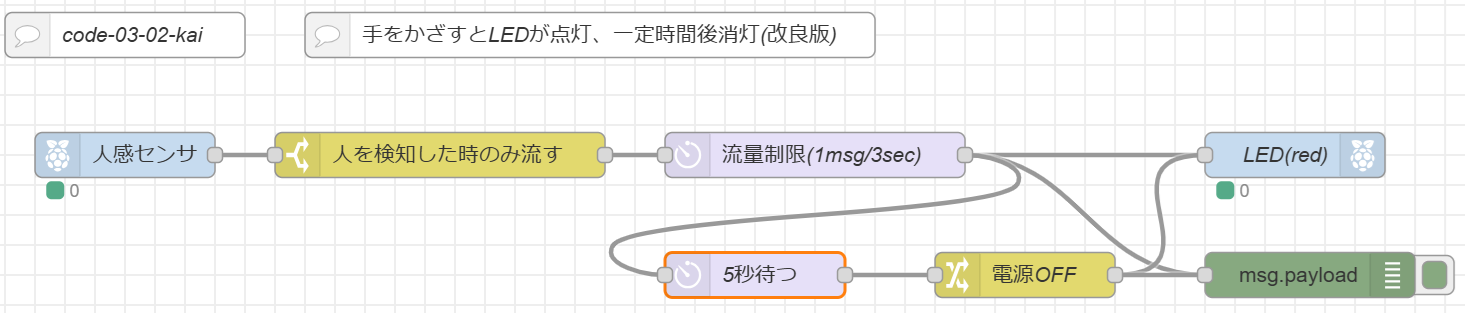 code-03-02-kai
手をかざすとLEDが点灯、一定時間後消灯(改良版)
人感センサ
人を検知した時のみ流す
流量制限(1msg/3sec)
LED(red)
0
0
5秒待つ
電源OFF
msg.payload